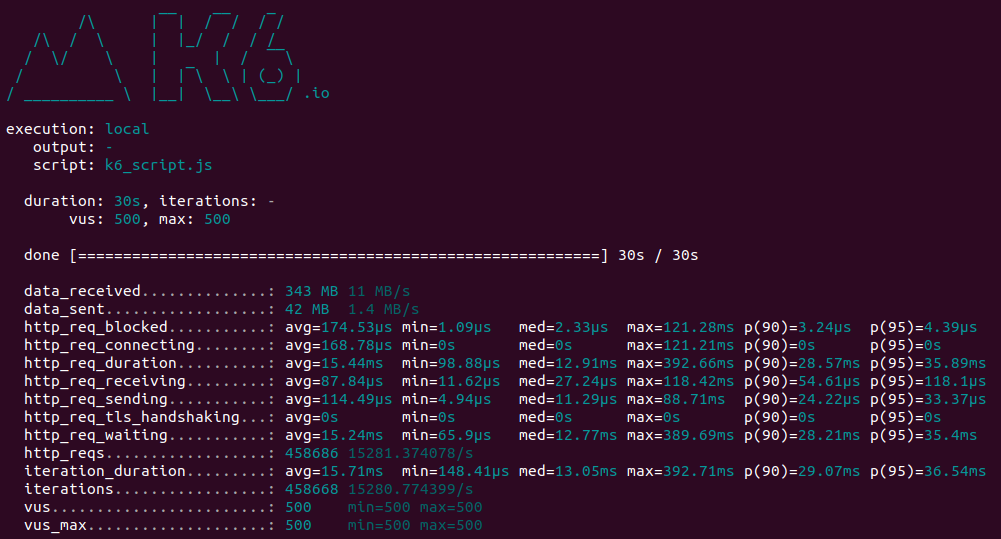 /\      |‾‾|  /‾‾/  /‾/
     /\  /  \     |  |_/  /  / /
    /  \/    \    |      |  /  ‾‾\
   /          \   |  |‾\  \ | (_) |
  / __________ \  |__|  \__\ \___/ .io
execution: local
output: -
script: k6_script.js
duration: 30s, iterations: -
vus: 500, max: 500
done [==========================================================] 30s / 30s
data_received..............: 343 MB 11 MB/s
data_sent..................: 42 MB  1.4 MB/s
http_req_blocked...........: avg=174.53µs min=1.09µs   med=2.33µs  max=121.28ms p(90)=3.24µs  p(95)=4.39µs
http_req_connecting........: avg=168.78µs min=0s       med=0s      max=121.21ms p(90)=0s      p(95)=0s
http_req_duration..........: avg=15.44ms  min=98.88µs  med=12.91ms max=392.66ms p(90)=28.57ms p(95)=35.89ms
http_req_receiving.........: avg=87.84µs  min=11.62µs  med=27.24µs max=118.42ms p(90)=54.61µs p(95)=118.1µs
http_req_sending...........: avg=114.49µs min=4.94µs   med=11.29µs max=88.71ms  p(90)=24.22µs p(95)=33.37µs
http_req_tls_handshaking...: avg=0s       min=0s       med=0s      max=0s       p(90)=0s      p(95)=0s
http_req_waiting...........: avg=15.24ms  min=65.9µs   med=12.77ms max=389.69ms p(90)=28.21ms p(95)=35.4ms
http_reqs..................: 458686 15281.374078/s
iteration_duration.........: avg=15.71ms  min=148.41µs med=13.05ms max=392.71ms p(90)=29.07ms p(95)=36.54ms
iterations.................: 458668 15280.774399/s
vus........................: 500    min=500 max=500
vus_max....................: 500    min=500 max=500